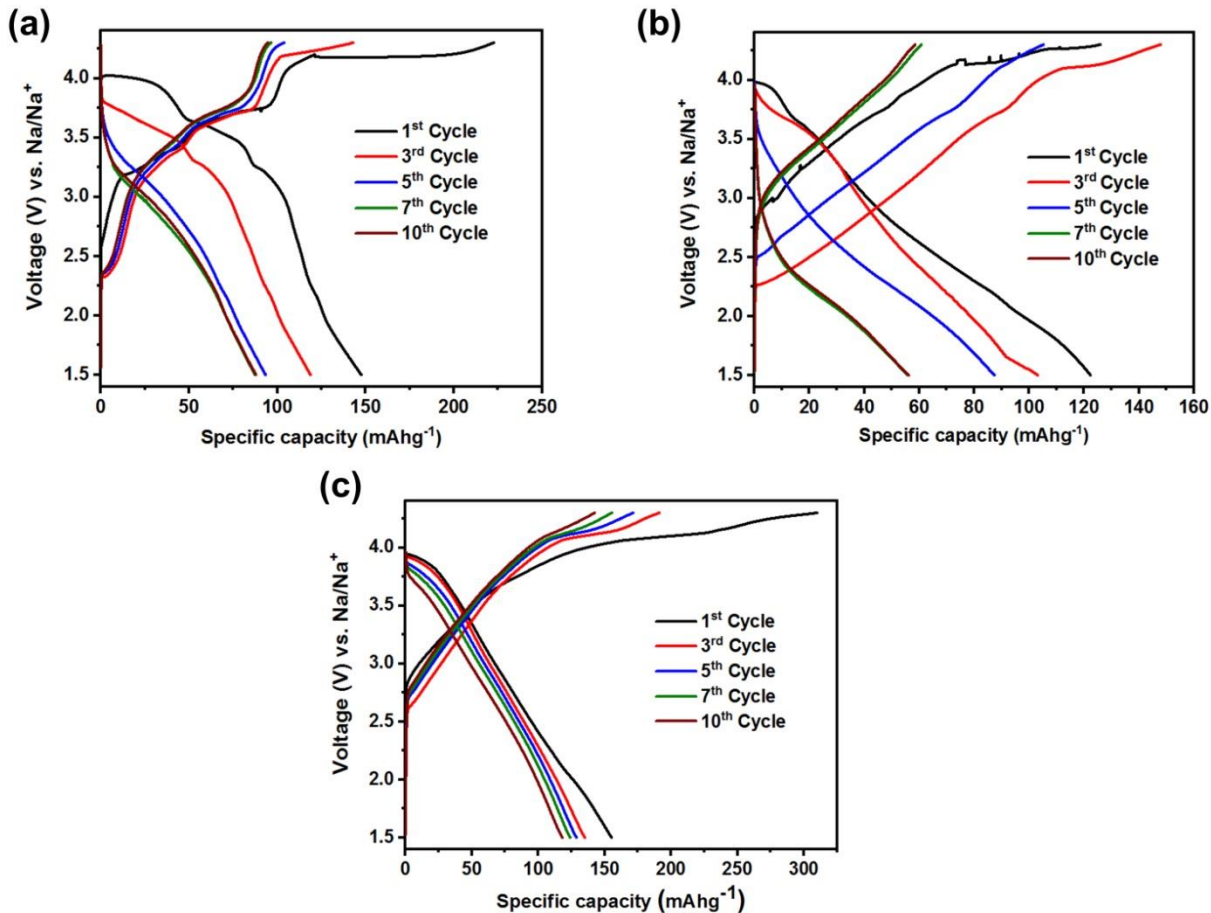 (a)
4.0
3.5
3.0
2.5
2.0
1.5
Voltage (V) vs. Na/Na⁺
1ˢᵗ Cycle
3ʳᵈ Cycle
5ᵗʰ Cycle
7ᵗʰ Cycle
10ᵗʰ Cycle
0 50 100 150 200 250
Specific capacity (mAhg⁻¹)
(b)
4.0
3.5
3.0
2.5
2.0
1.5
Voltage (V) vs. Na/Na⁺
1ˢᵗ Cycle
3ʳᵈ Cycle
5ᵗʰ Cycle
7ᵗʰ Cycle
10ᵗʰ Cycle
0 20 40 60 80 100 120 140 160
Specific capacity (mAhg⁻¹)
(c)
4.0
3.5
3.0
2.5
2.0
1.5
Voltage (V) vs. Na/Na⁺
1ˢᵗ Cycle
3ʳᵈ Cycle
5ᵗʰ Cycle
7ᵗʰ Cycle
10ᵗʰ Cycle
0 50 100 150 200 250 300
Specific capacity (mAhg⁻¹)